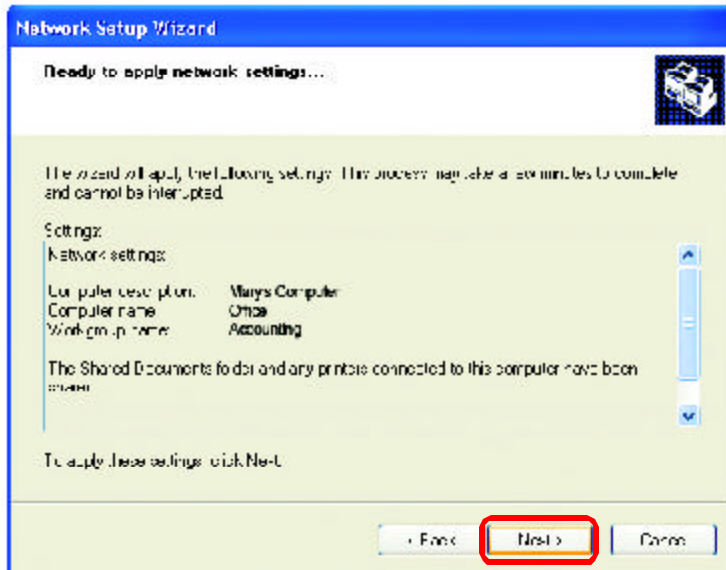 Network Setup Wizard
Ready to apply network settings...
The wizard will apply the following settings. This process may take a few minutes to complete
and cannot be interrupted.
Settings:
Network settings:
Computer description: Mary's Computer
Computer name: Office
Workgroup name: Accounting
The Shared Documents folder and any printers connected to this computer have been
shared.
To apply these settings, click Next.
< Back Next > Cancel